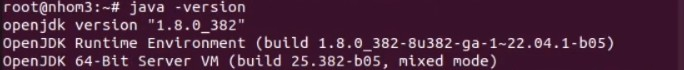 root@nhom3:~# java -version
openjdk version "1.8.0_382"
OpenJDK Runtime Environment (build 1.8.0_382-8u382-ga-1~22.04.1-b05)
OpenJDK 64-Bit Server VM (build 25.382-b05, mixed mode)